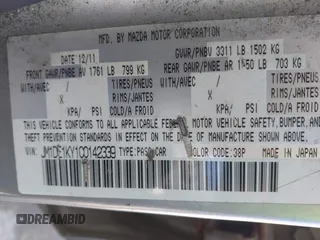 MFG. BY MAZDA MOTOR CORPORATION
DATE 12/11 GVWR/PNBV 3311 LB 1502 KG
FRONT GAWR/PNBE AV 1761 LB 799 KG REAR GAWR/PNBE AR 1550 LB 703 KG
WITH/AVEC TIRES/PNEUS WITH/AVEC TIRES/PNEUS
X RIMS/JANTES X RIMS/JANTES
KPA/ PSI COLD/A FROID KPA/ PSI COLD/A FROID
THIS VEHICLE CONFORMS TO ALL APPLICABLE FEDERAL MOTOR VEHICLE SAFETY, BUMPER, AND
THEFT PREVENTION STANDARDS IN EFFECT ON THE DATE OF MANUFACTURE SHOWN ABOVE.
TYPE:PASSCAR COLOR CODE:38P MADE IN JAPAN
DREAMBID